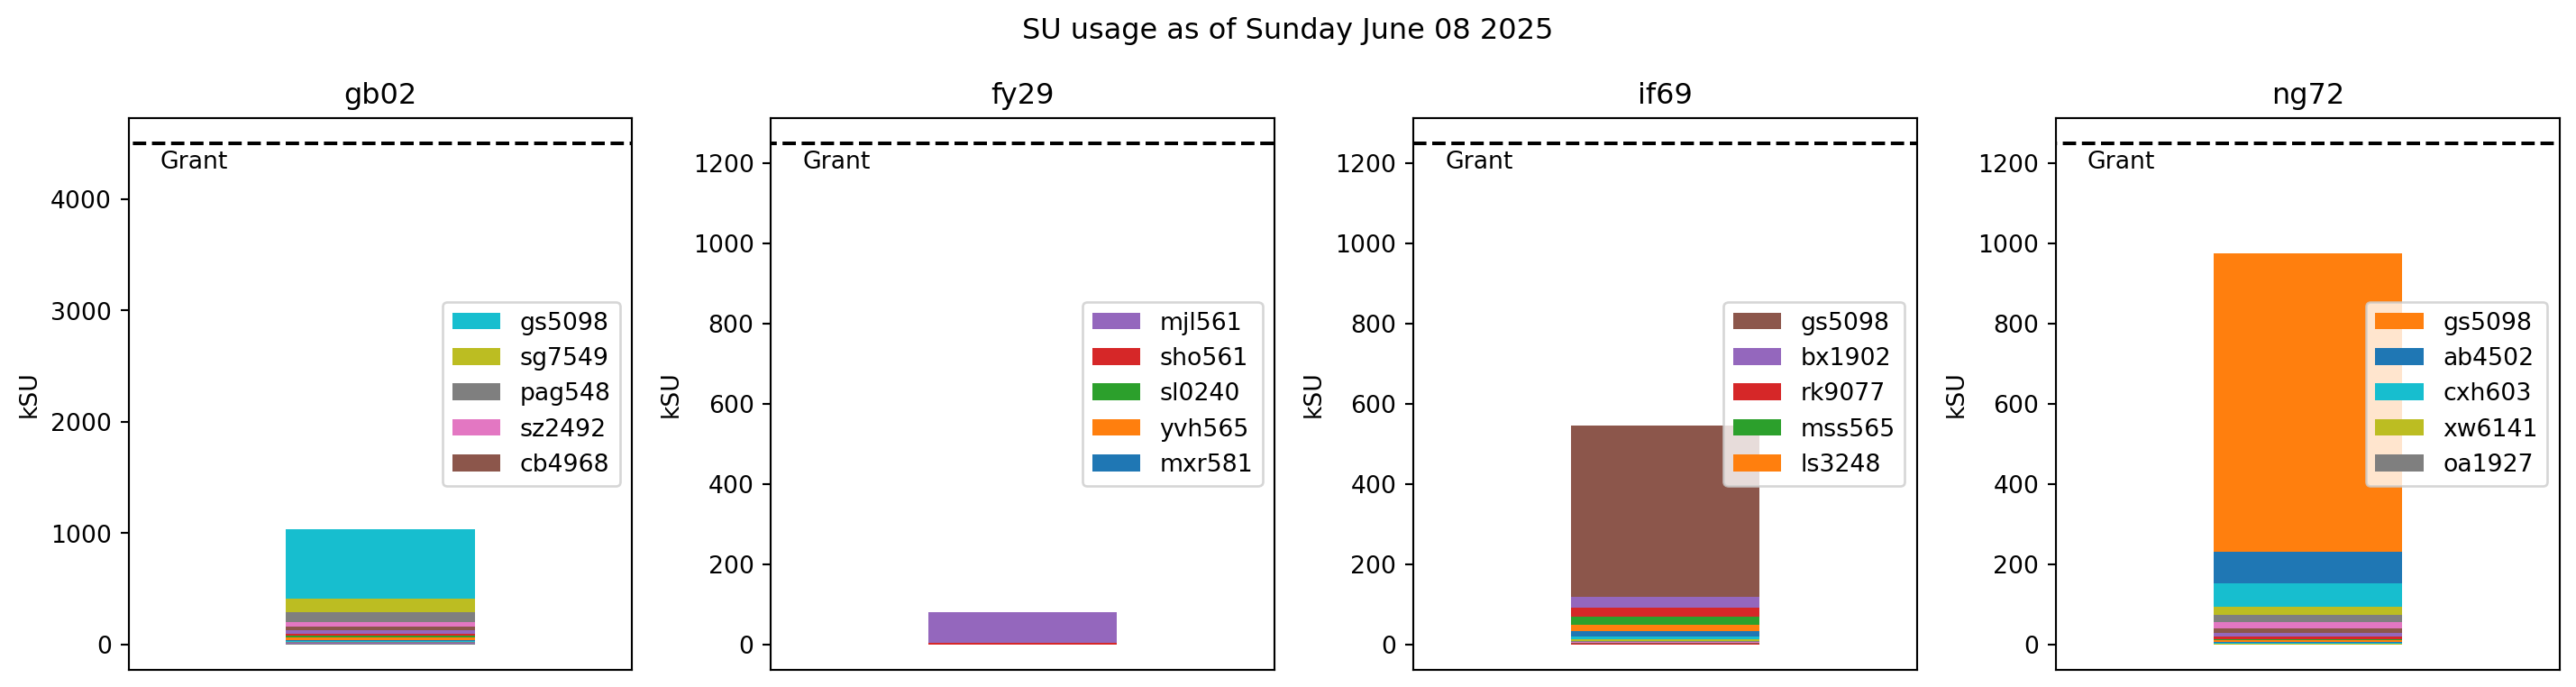 SU usage as of Sunday June 08 2025
gb02
Grant
4000
3000
2000
1000
0
kSU
gs5098
sg7549
pag548
sz2492
cb4968
fy29
Grant
1200
1000
800
600
400
200
0
kSU
mjl561
sho561
sl0240
yvh565
mxr581
if69
Grant
1200
1000
800
600
400
200
0
kSU
gs5098
bx1902
rk9077
mss565
ls3248
ng72
Grant
1200
1000
800
600
400
200
0
kSU
gs5098
ab4502
cxh603
xw6141
oa1927